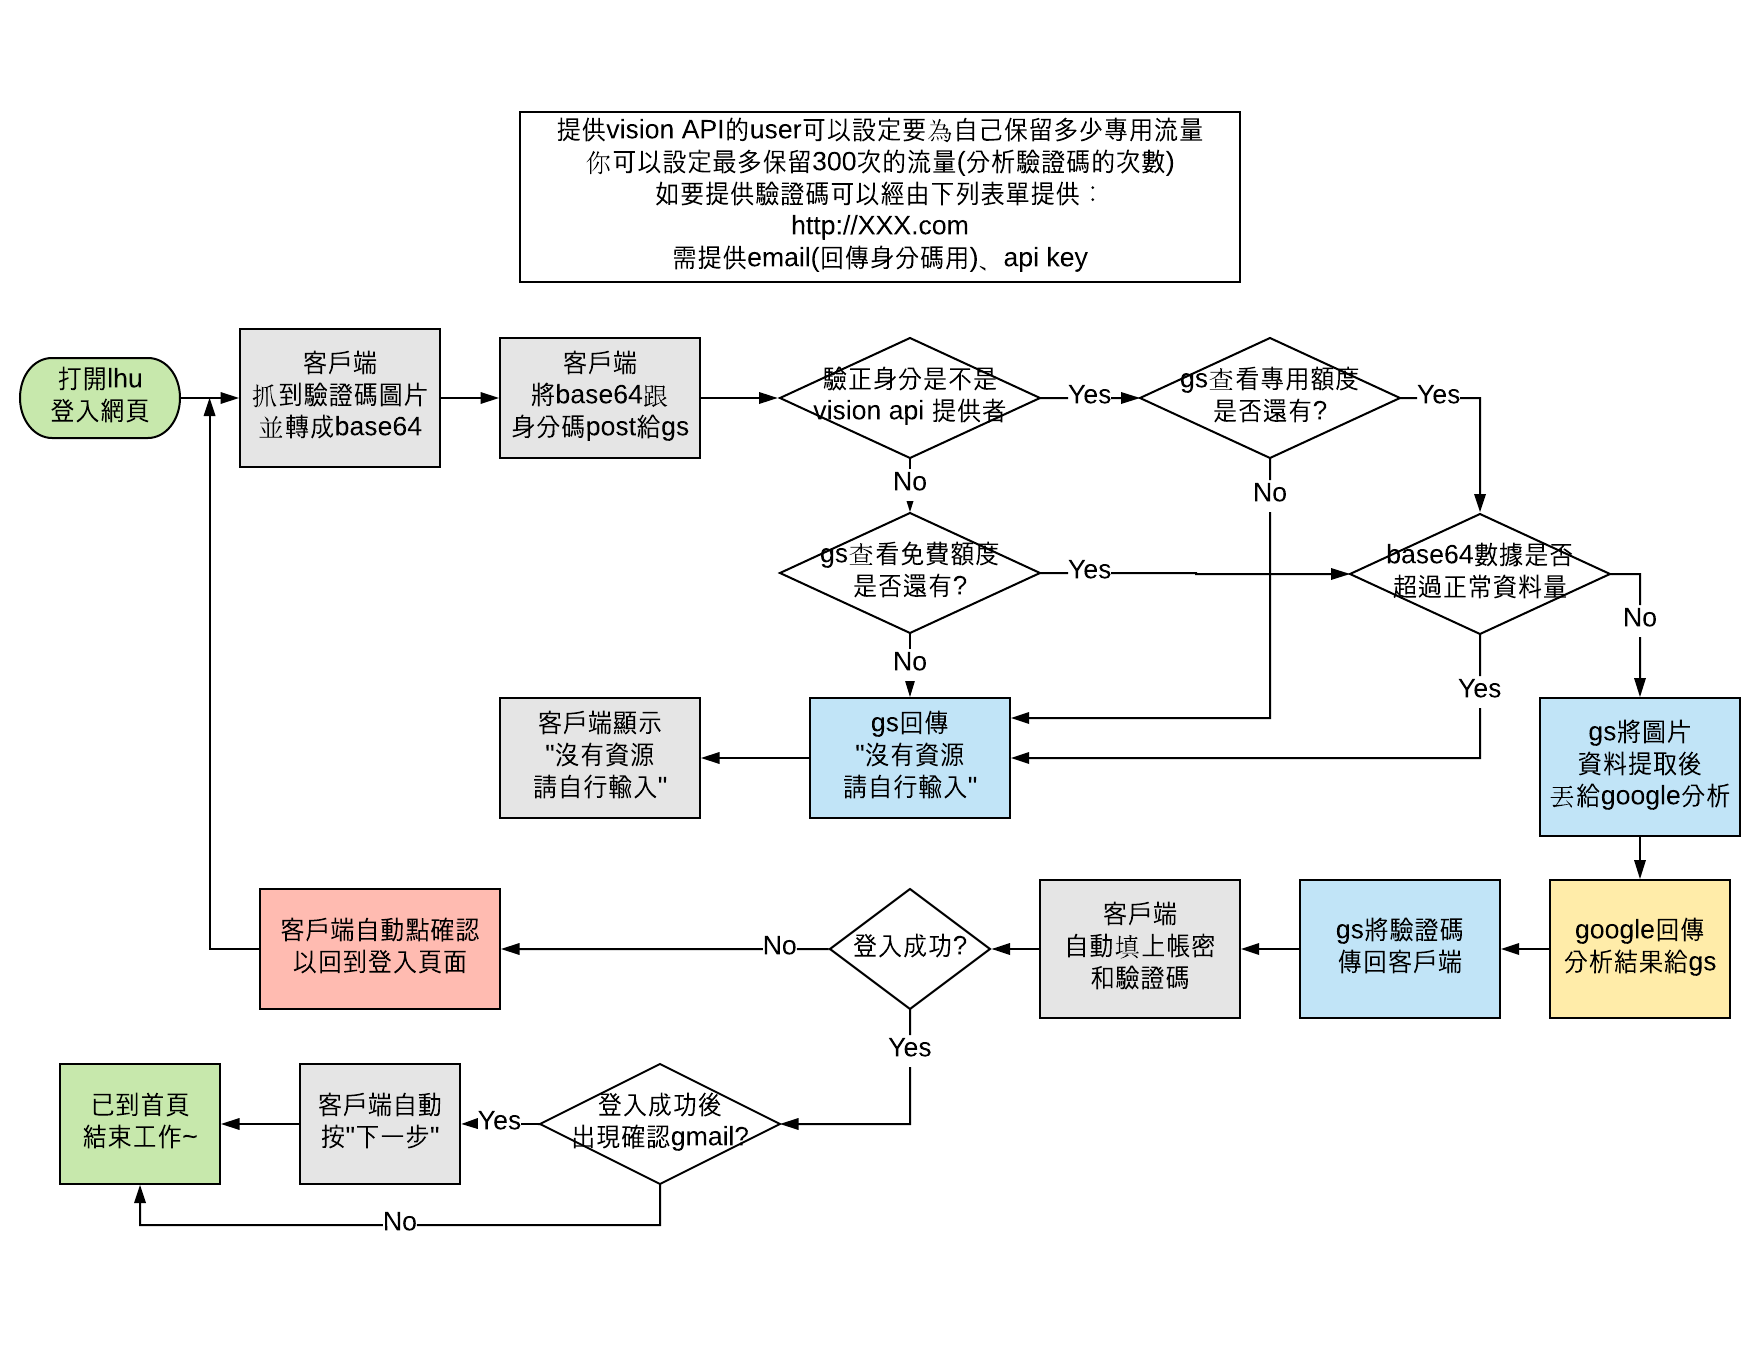 提供vision API的user可以設定要為自己保留多少專用流量
你可以設定最多保留300次的流量(分析驗證碼的次數)
如要提供驗證碼可以經由下列表單提供：
http://XXX.com
需提供email(回傳身分碼用)、api key
打開lhu
登入網頁
客戶端
抓到驗證碼圖片
並轉成base64
客戶端
將base64跟
身分碼post給gs
驗正身分是不是
vision api 提供者
Yes
gs查看專用額度
是否還有?
Yes
No
No
gs查看免費額度
是否還有?
Yes
base64數據是否
超過正常資料量
No
No
Yes
客戶端顯示
"沒有資源
請自行輸入"
gs回傳
"沒有資源
請自行輸入"
gs將圖片
資料提取後
丟給google分析
客戶端自動點確認
以回到登入頁面
No
登入成功?
客戶端
自動填上帳密
和驗證碼
gs將驗證碼
傳回客戶端
google回傳
分析結果給gs
Yes
已到首頁
結束工作~
客戶端自動
按"下一步"
Yes
登入成功後
出現確認gmail?
No